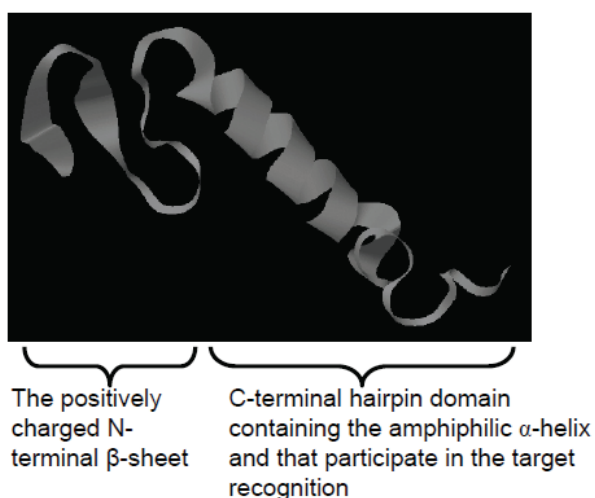 The positively
charged N-
terminal β-sheet
C-terminal hairpin domain
containing the amphiphilic α-helix
and that participate in the target
recognition